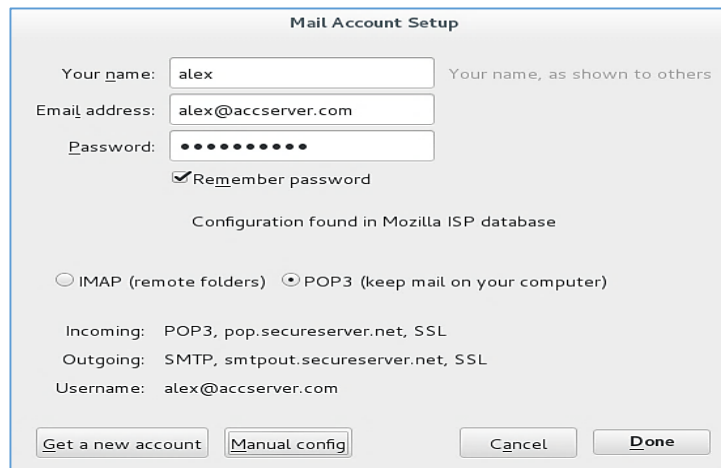 Mail Account Setup
Your name: alex Your name, as shown to others
Email address: alex@accserver.com
Password: ●●●●●●●●●●
Remember password
Configuration found in Mozilla ISP database
IMAP (remote folders) POP3 (keep mail on your computer)
Incoming: POP3, pop.secureserver.net, SSL
Outgoing: SMTP, smtpout.secureserver.net, SSL
Username: alex@accserver.com
Get a new account Manual config Cancel Done